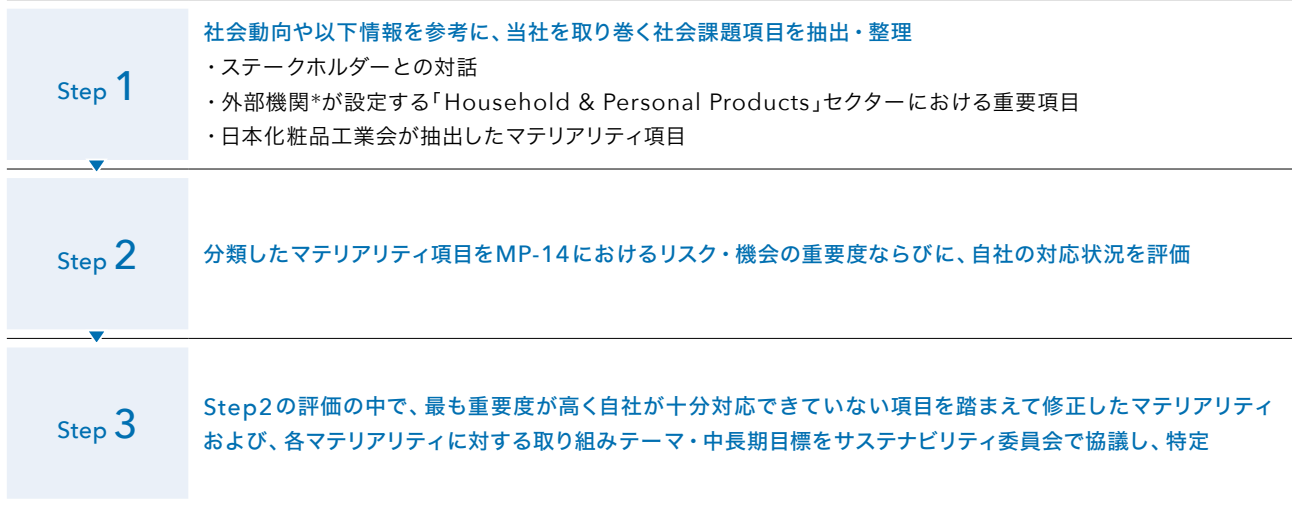 Step 1
社会動向や以下情報を参考に、当社を取り巻く社会課題項目を抽出・整理
・ステークホルダーとの対話
・外部機関*が設定する「Household & Personal Products」セクターにおける重要項目
・日本化粧品工業会が抽出したマテリアリティ項目
Step 2
分類したマテリアリティ項目をMP-14におけるリスク・機会の重要度ならびに、自社の対応状況を評価
Step 3
Step2の評価の中で、最も重要度が高く自社が十分対応できていない項目を踏まえて修正したマテリアリティ
および、各マテリアリティに対する取り組みテーマ・中長期目標をサステナビリティ委員会で協議し、特定